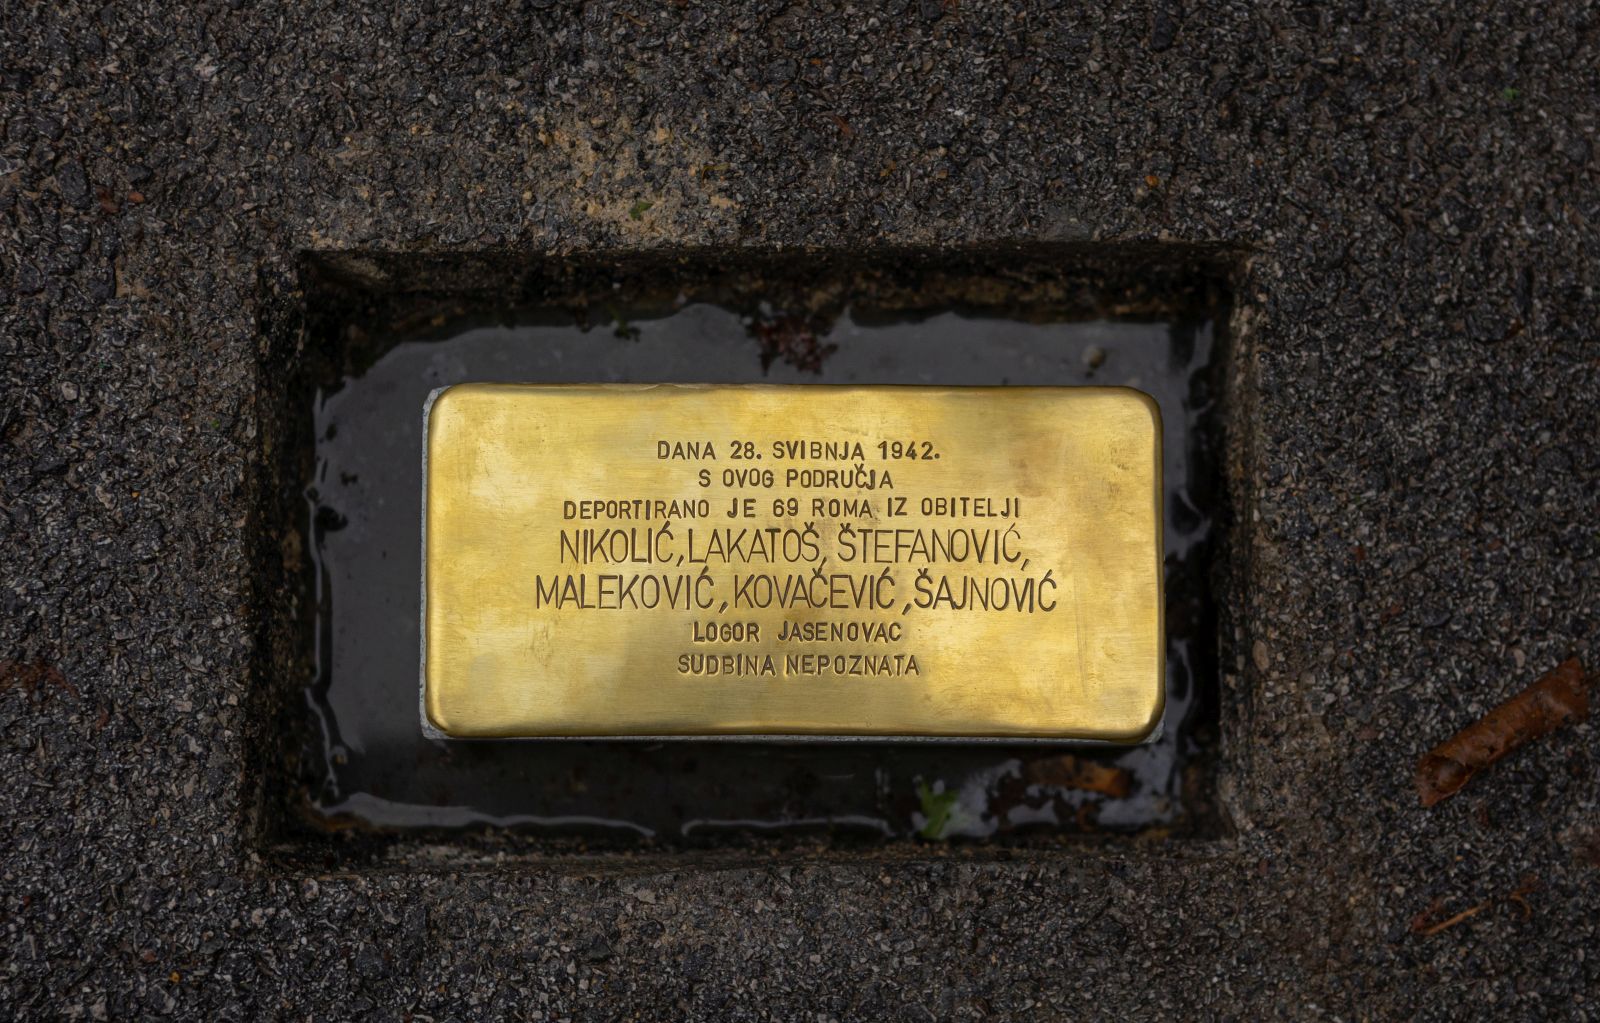 DANA 28. SVIBNJA 1942.
S OVOG PODRUČJA
DEPORTIRANO JE 69 ROMA IZ OBITELJI
NIKOLIĆ, LAKATOŠ, ŠTEFANOVIĆ,
MALEKOVIĆ, KOVAČEVIĆ, ŠAJNOVIĆ
LOGOR JASENOVAC
SUDBINA NEPOZNATA